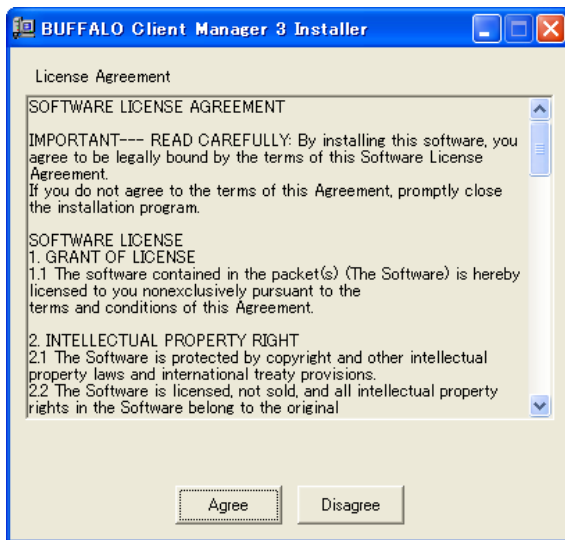 BUFFALO Client Manager 3 Installer
License Agreement
SOFTWARE LICENSE AGREEMENT
IMPORTANT--- READ CAREFULLY: By installing this software, you
agree to be legally bound by the terms of this Software License
Agreement.
If you do not agree to the terms of this Agreement, promptly close
the installation program.
SOFTWARE LICENSE
1. GRANT OF LICENSE
1.1 The software contained in the packet(s) (The Software) is hereby
licensed to you nonexclusively pursuant to the
terms and conditions of this Agreement.
2. INTELLECTUAL PROPERTY RIGHT
2.1 The Software is protected by copyright and other intellectual
property laws and international treaty provisions.
2.2 The Software is licensed, not sold, and all intellectual property
rights in the Software belong to the original
Agree
Disagree